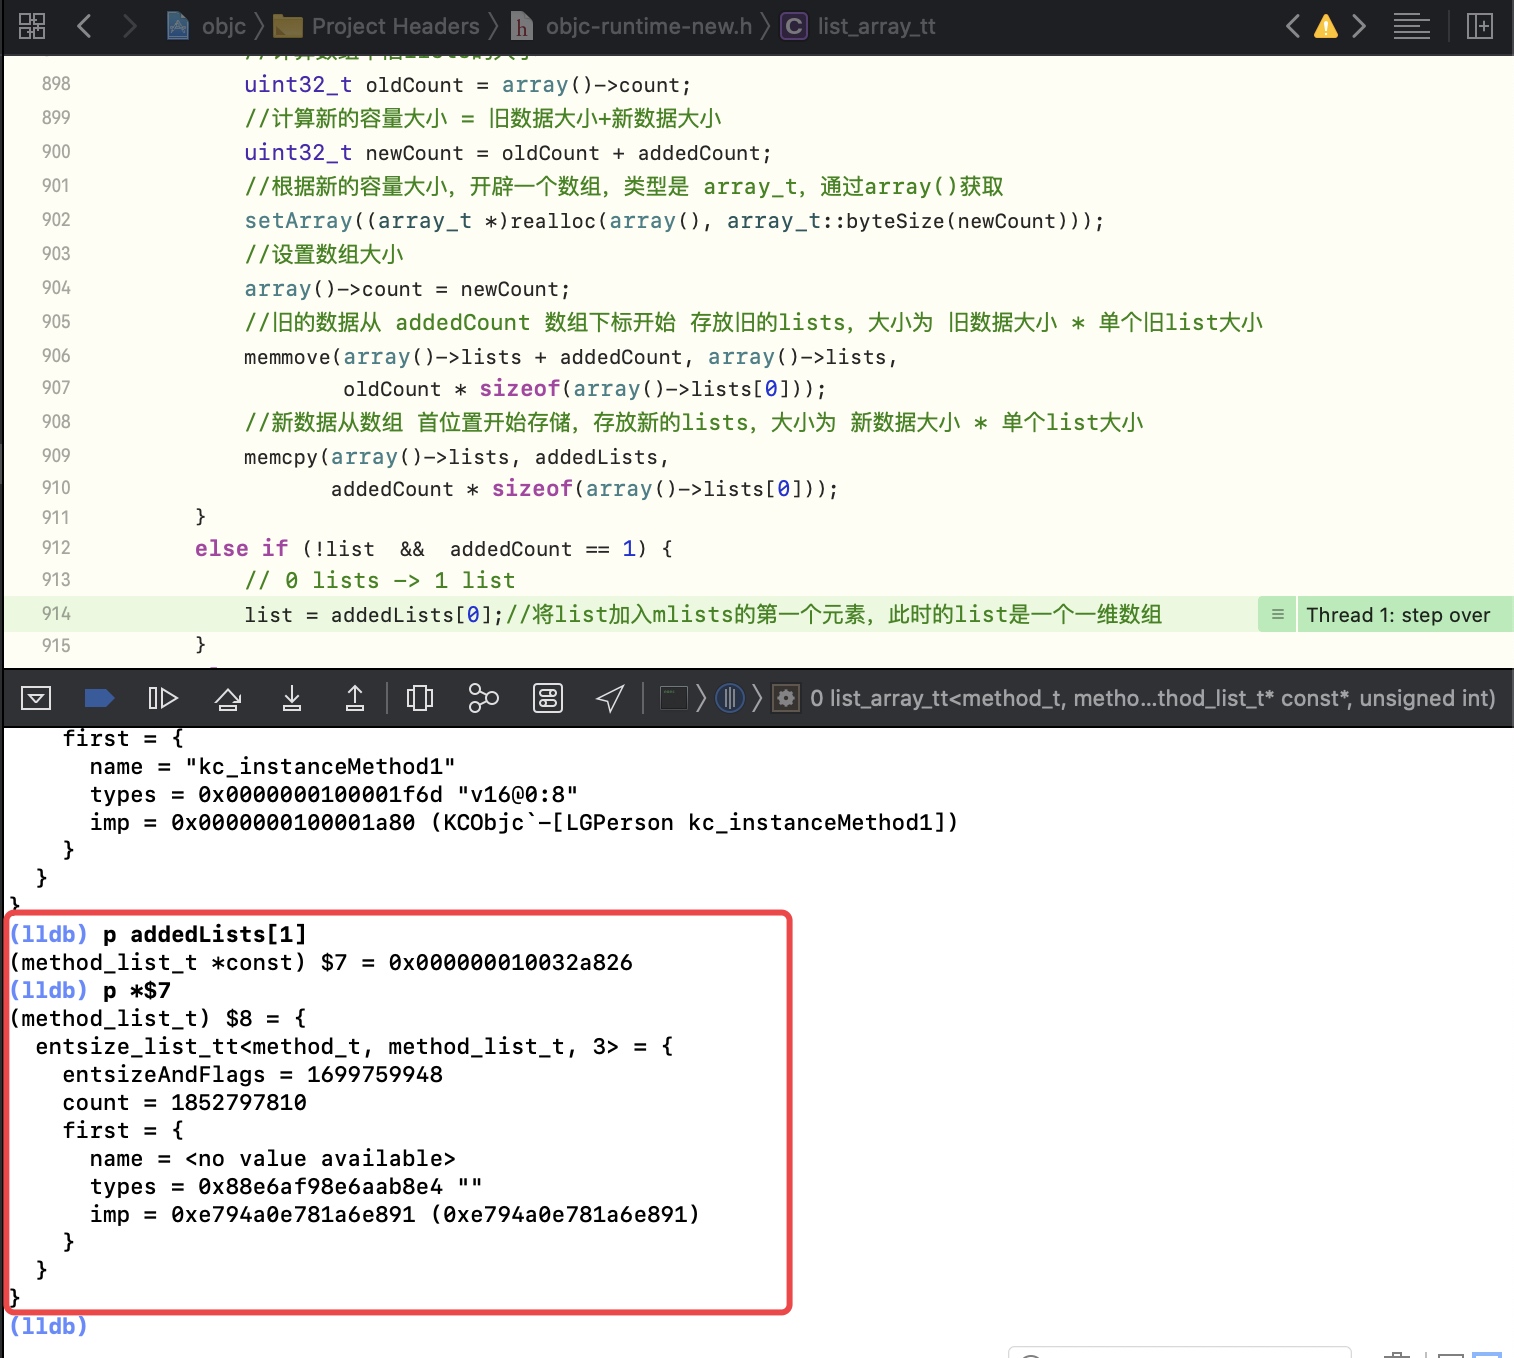 objc 〉 Project Headers 〉 h objc-runtime-new.h 〉 C list_array_tt
898 uint32_t oldCount = array()->count;
899 //计算新的容量大小 = 旧数据大小+新数据大小
900 uint32_t newCount = oldCount + addedCount;
901 //根据新的容量大小，开辟一个数组，类型是 array_t，通过array()获取
902 setArray((array_t *)realloc(array(), array_t::byteSize(newCount)));
903 //设置数组大小
904 array()->count = newCount;
905 //旧的数据从 addedCount 数组下标开始 存放旧的lists，大小为 旧数据大小 * 单个旧list大小
906 memmove(array()->lists + addedCount, array()->lists,
907 oldCount * sizeof(array()->lists[0]));
908 //新数据从数组 首位置开始存储，存放新的lists，大小为 新数据大小 * 单个list大小
909 memcpy(array()->lists, addedLists,
910 addedCount * sizeof(array()->lists[0]));
911 }
912 else if (!list  &&  addedCount == 1) {
913 // 0 lists -> 1 list
914 list = addedLists[0];//将list加入mlists的第一个元素，此时的list是一个一维数组 Thread 1: step over
915 }
0 list_array_tt<method_t, metho...thod_list_t* const*, unsigned int)
first = {
name = "kc_instanceMethod1"
types = 0x0000000100001f6d "v16@0:8"
imp = 0x0000000100001a80 (KCObjc`-[LGPerson kc_instanceMethod1])
}
}
}
(lldb) p addedLists[1]
(method_list_t *const) $7 = 0x000000010032a826
(lldb) p *$7
(method_list_t) $8 = {
entsize_list_tt<method_t, method_list_t, 3> = {
entsizeAndFlags = 1699759948
count = 1852797810
first = {
name = <no value available>
types = 0x88e6af98e6aab8e4 ""
imp = 0xe794a0e781a6e891 (0xe794a0e781a6e891)
}
}
}
(lldb)